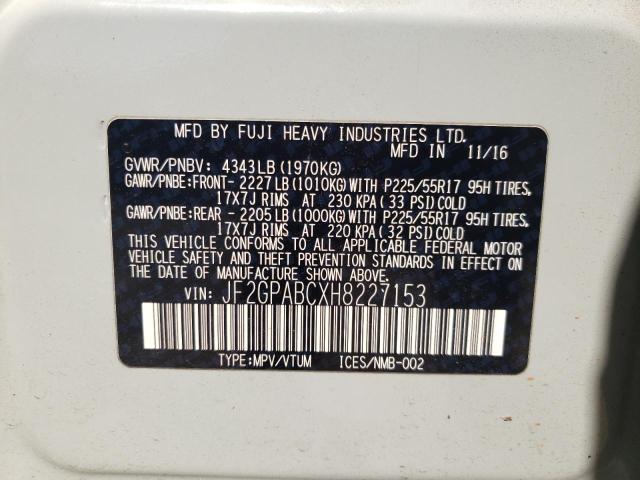 MFD BY FUJI HEAVY INDUSTRIES LTD.
MFD IN 11/16
GVWR/PNBV: 4343LB(1970KG)
GAWR/PNBE:FRONT-2227LB(1010KG)WITH P225/55R17 95H TIRES,
17X7J RIMS AT 230 KPA(33 PSI)COLD
GAWR/PNBE:REAR -2205LB(1000KG)WITH P225/55R17 95H TIRES,
17X7J RIMS AT 220 KPA(32 PSI)COLD
THIS VEHICLE CONFORMS TO ALL APPLICABLE FEDERAL MOTOR
VEHICLE SAFETY AND THEFT PREVENTION STANDARDS IN EFFECT ON
THE DATE OF MANUFACTURE SHOWN ABOVE.
VIN: JF2GPABCXH8227153
TYPE:MPV/VTUM ICES/NMB-002